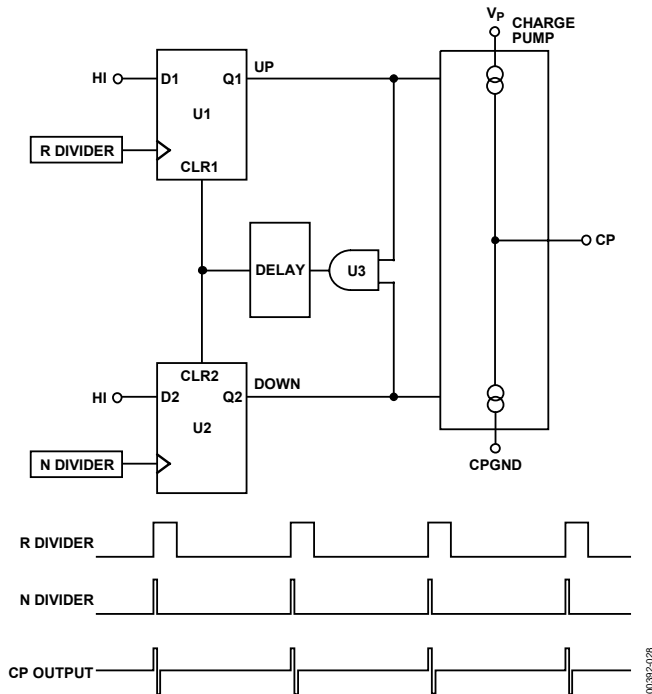 VP
CHARGE
PUMP
HI
D1
Q1
UP
U1
R DIVIDER
CLR1
CP
DELAY
U3
CLR2
HI
D2
Q2
DOWN
U2
N DIVIDER
CPGND
R DIVIDER
N DIVIDER
CP OUTPUT
00392-028